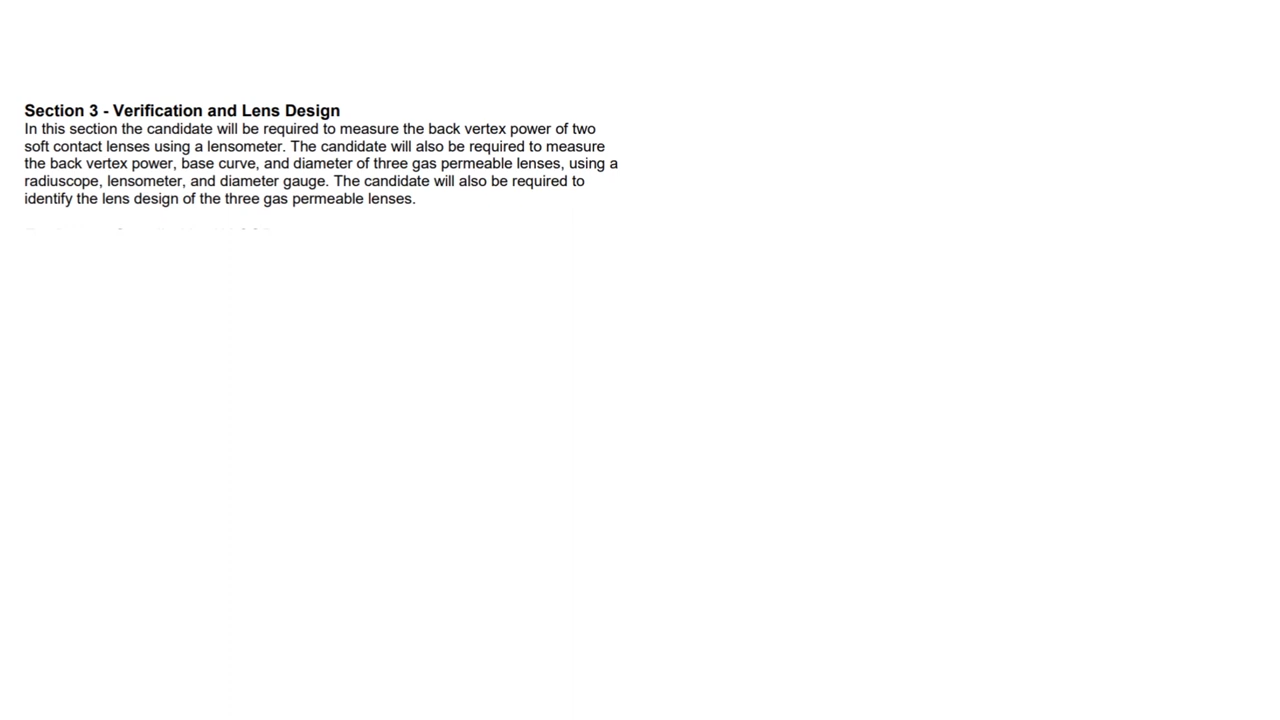 Section 3 - Verification and Lens Design
In this section the candidate will be required to measure the back vertex power of two
soft contact lenses using a lensometer. The candidate will also be required to measure
the back vertex power, base curve, and diameter of three gas permeable lenses, using a
radiuscope, lensometer, and diameter gauge. The candidate will also be required to
identify the lens design of the three gas permeable lenses.